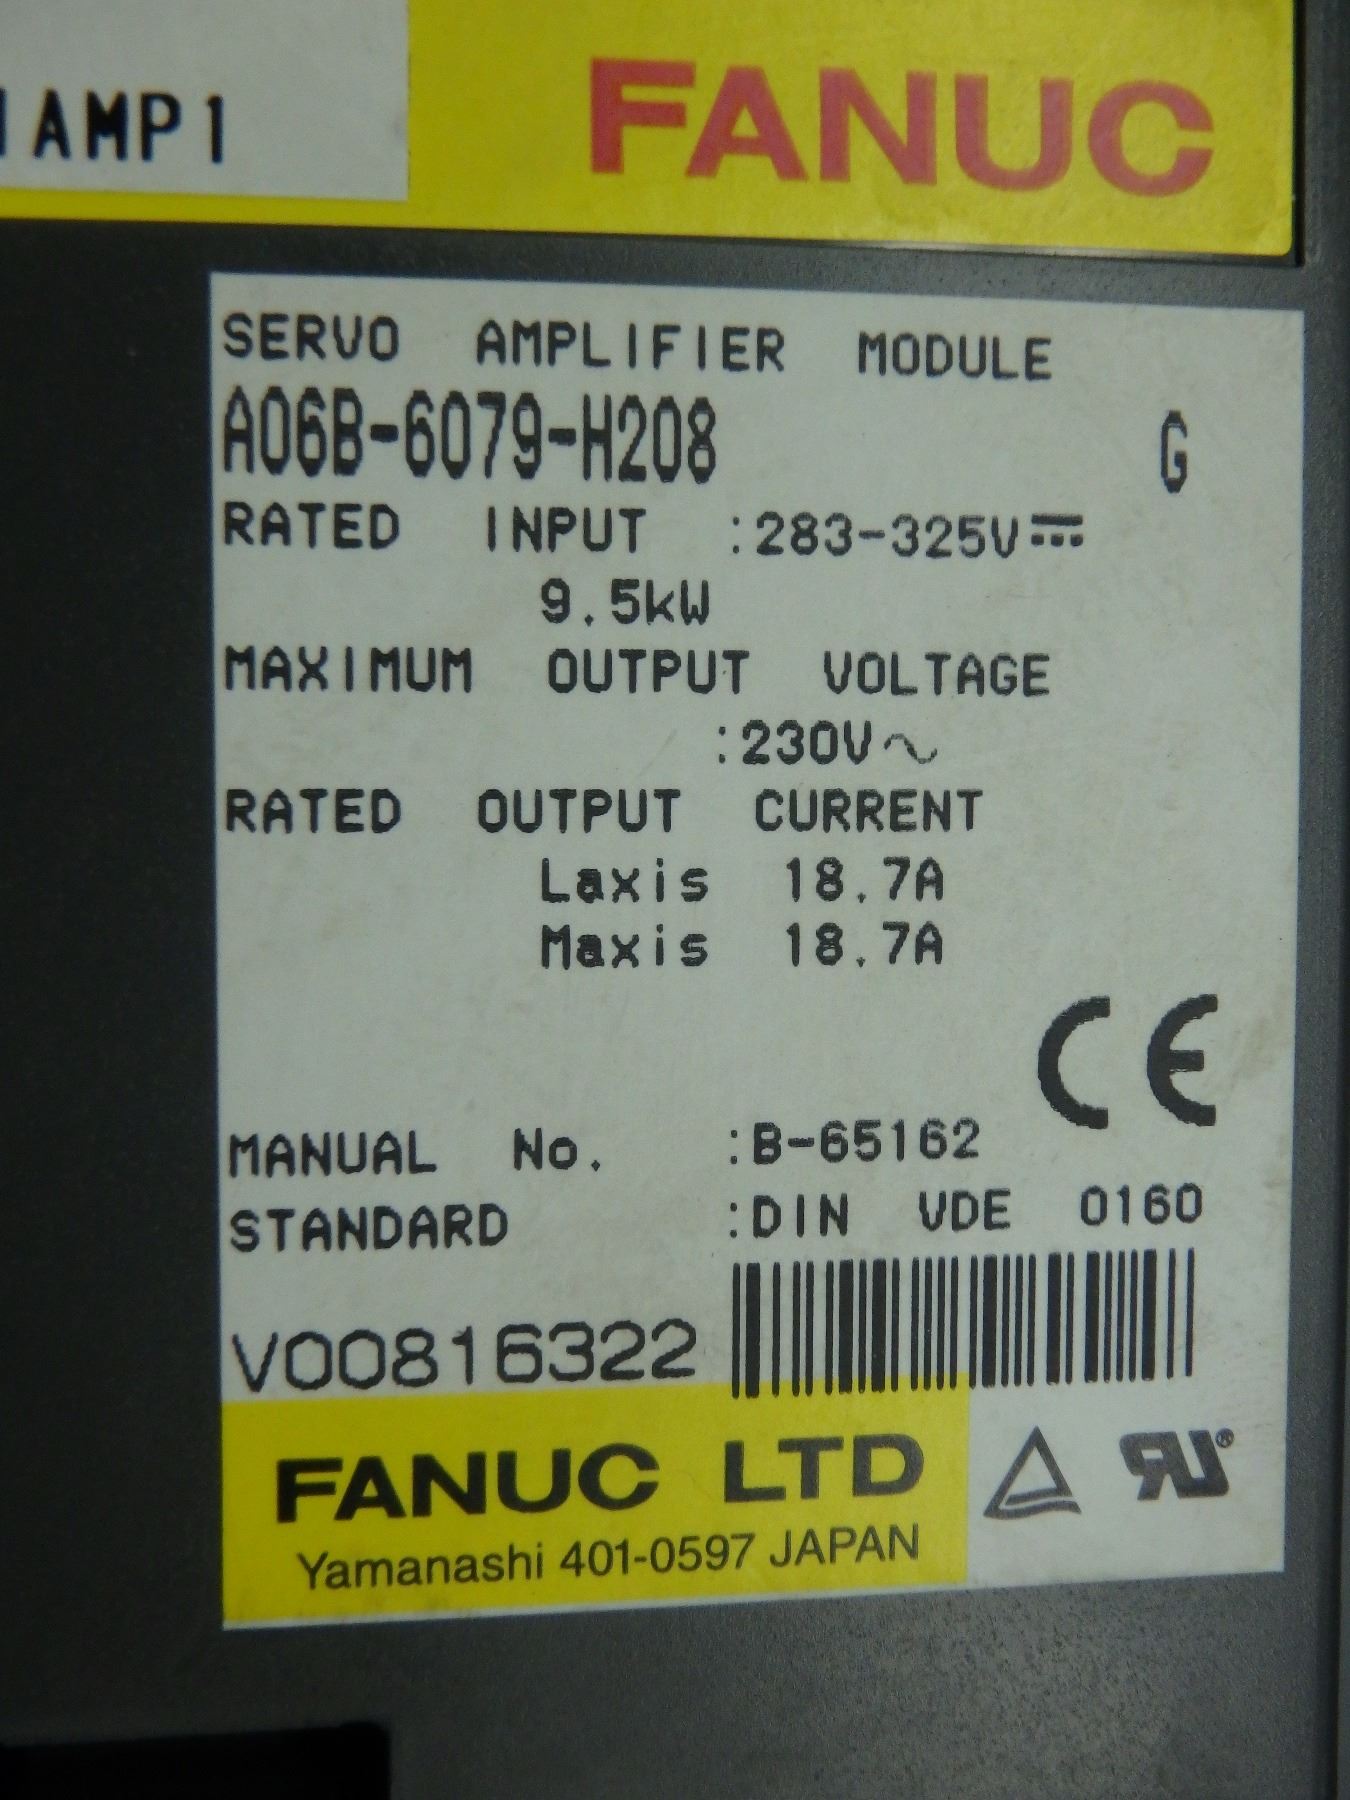 AMP1
FANUC
SERVO AMPLIFIER MODULE
A06B-6079-H208 G
RATED INPUT :283-325V⎓
9.5kW
MAXIMUM OUTPUT VOLTAGE
:230V∿
RATED OUTPUT CURRENT
Laxis 18.7A
Maxis 18.7A
CE
MANUAL No. :B-65162
STANDARD :DIN VDE 0160
V00816322
FANUC LTD
Yamanashi 401-0597 JAPAN
RU®